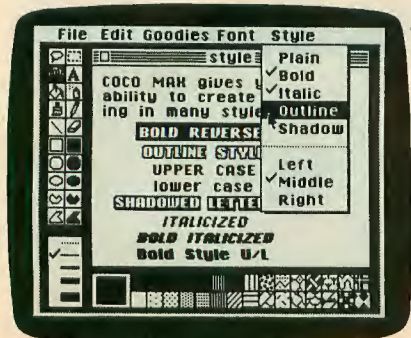 File Edit Goodies Font Style
style
COCO MAX gives y
ability to create
ing in many style
BOLD REVERSE
OUTLINE STYL
UPPER CASE
lower case
SHADOWED LETTER
ITALICIZED
BOLD ITALICIZED
Bold Style U/L
Plain
✓Bold
✓Italic
Outline
Shadow
Left
✓Middle
Right
A